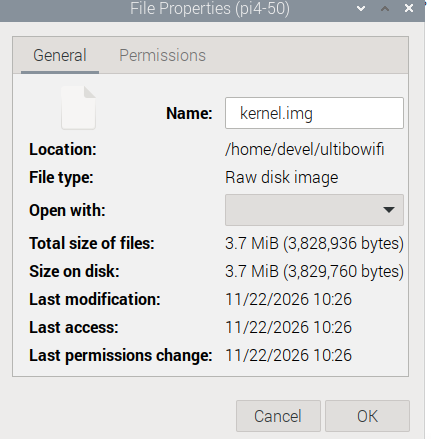 File Properties (pi4-50)
General Permissions
Name: kernel.img
Location: /home/devel/ultibowifi
File type: Raw disk image
Open with:
Total size of files: 3.7 MiB (3,828,936 bytes)
Size on disk: 3.7 MiB (3,829,760 bytes)
Last modification: 11/22/2026 10:26
Last access: 11/22/2026 10:26
Last permissions change: 11/22/2026 10:26
Cancel OK